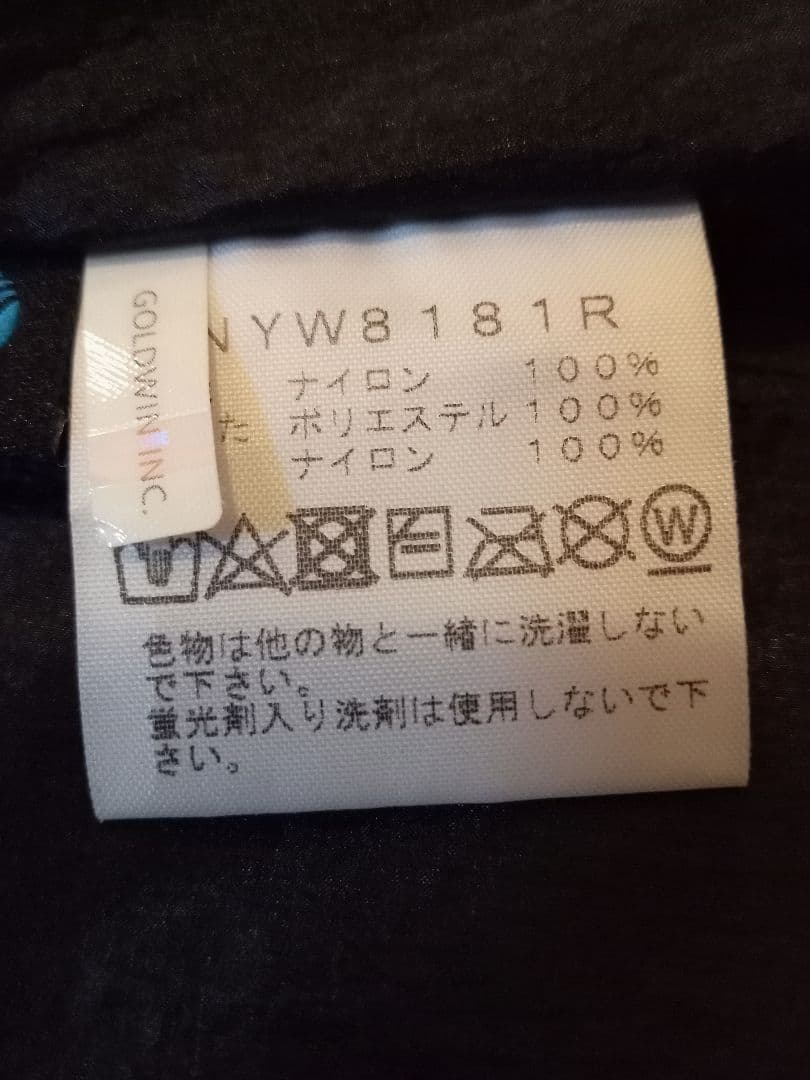 NYW8181R
ナイロン 100%
た ポリエステル 100%
ナイロン 100%
GOLDWIN INC.
W
色物は他の物と一緒に洗濯しない
で下さい。
蛍光剤入り洗剤は使用しないで下
さい。